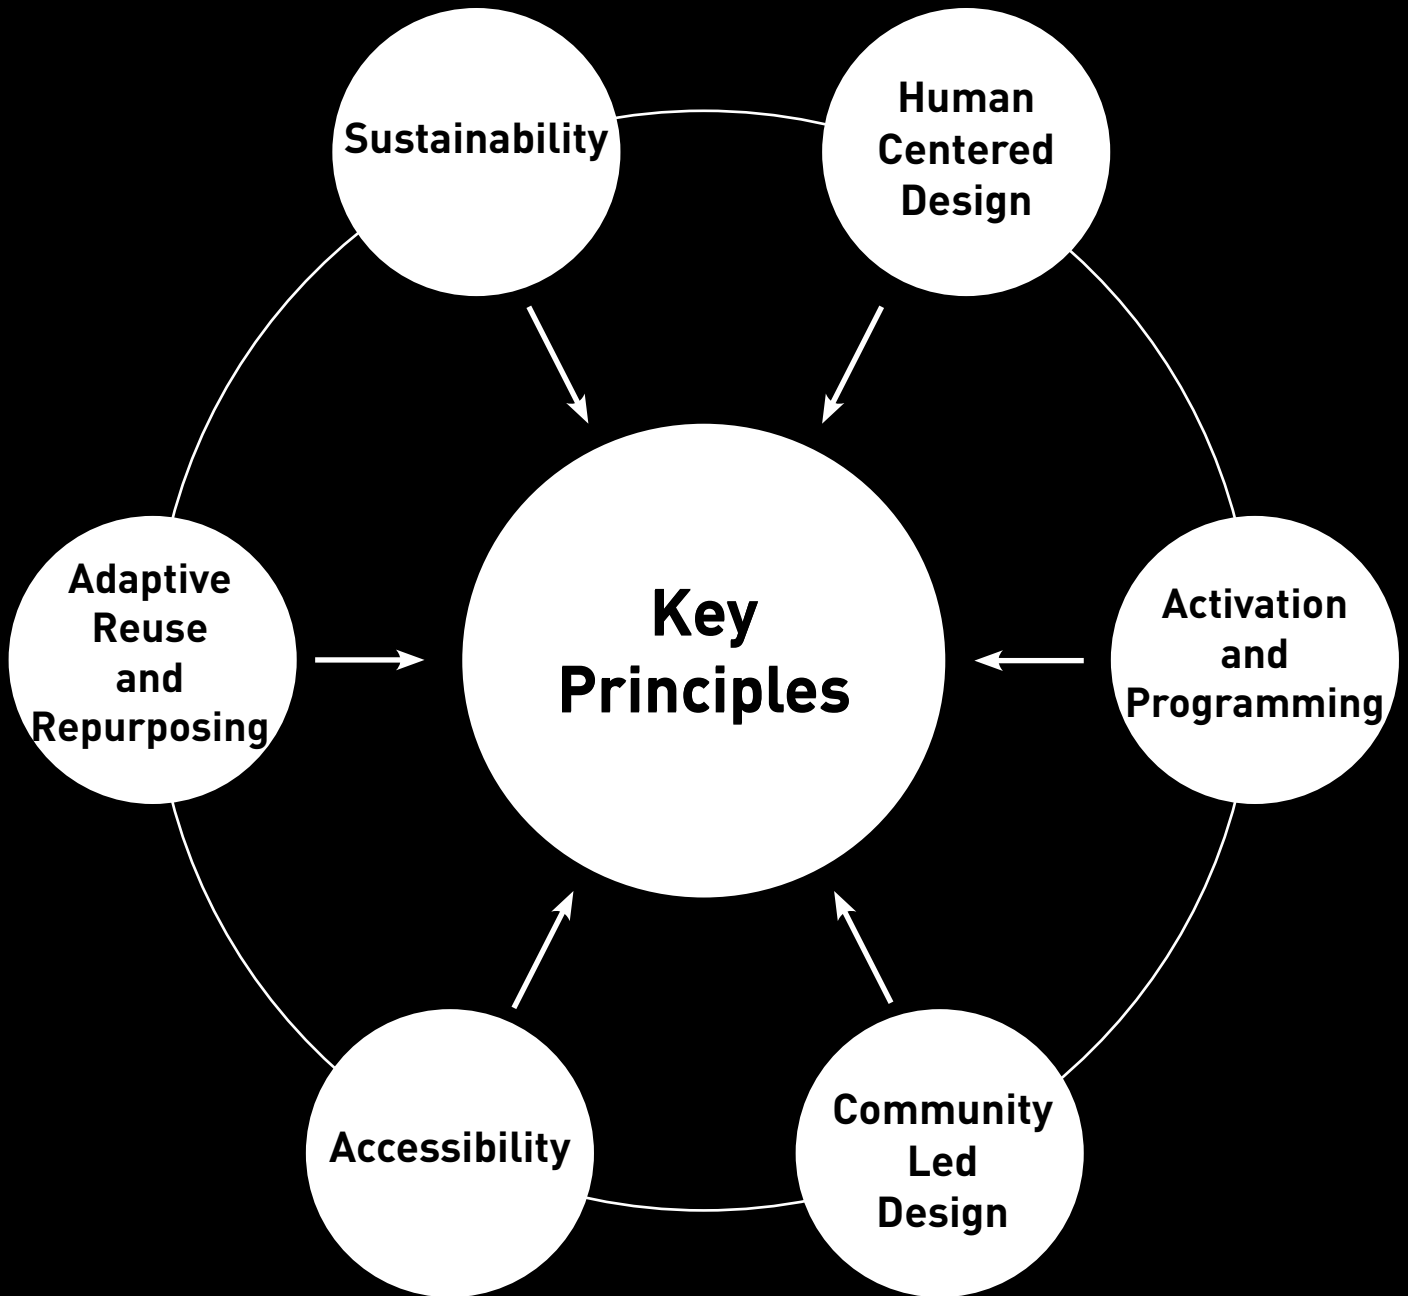 Sustainability
Human
Centered
Design
Adaptive
Reuse
and
Repurposing
Key
Principles
Activation
and
Programming
Accessibility
Community
Led
Design